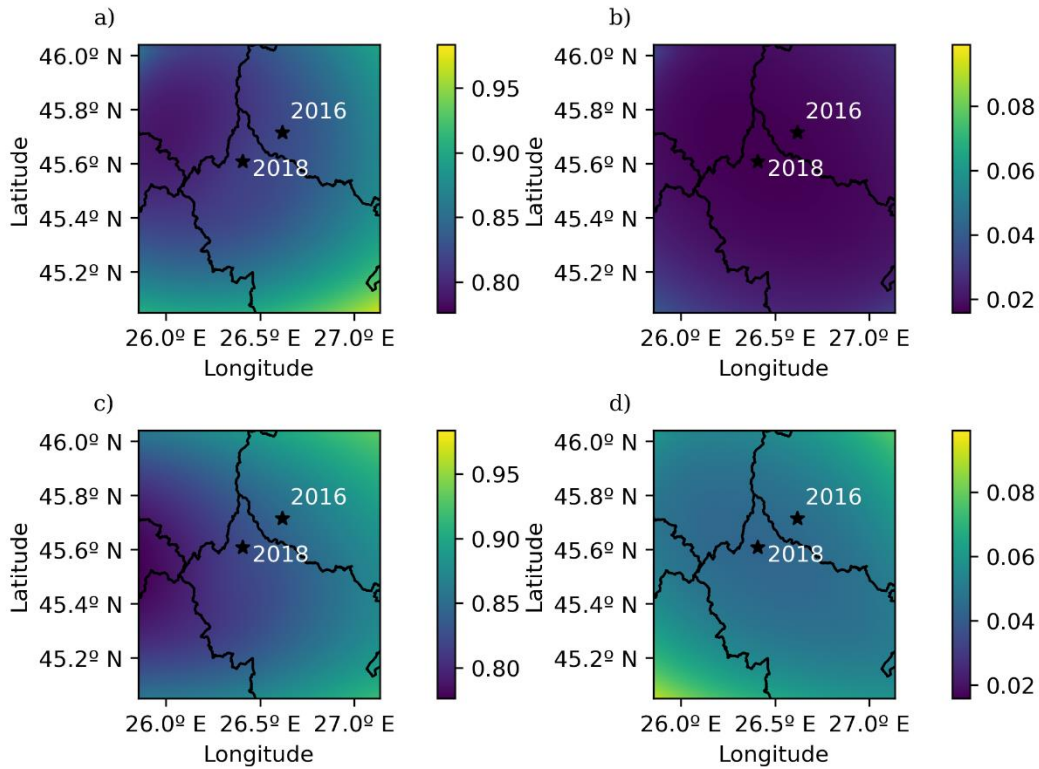 a)
46.0º N
45.8º N
45.6º N
45.4º N
45.2º N
Latitude
26.0º E
26.5º E
27.0º E
Longitude
2016
2018
0.95
0.90
0.85
0.80
b)
46.0º N
45.8º N
45.6º N
45.4º N
45.2º N
Latitude
26.0º E
26.5º E
27.0º E
Longitude
2016
2018
0.08
0.06
0.04
0.02
c)
46.0º N
45.8º N
45.6º N
45.4º N
45.2º N
Latitude
26.0º E
26.5º E
27.0º E
Longitude
2016
2018
0.95
0.90
0.85
0.80
d)
46.0º N
45.8º N
45.6º N
45.4º N
45.2º N
Latitude
26.0º E
26.5º E
27.0º E
Longitude
2016
2018
0.08
0.06
0.04
0.02